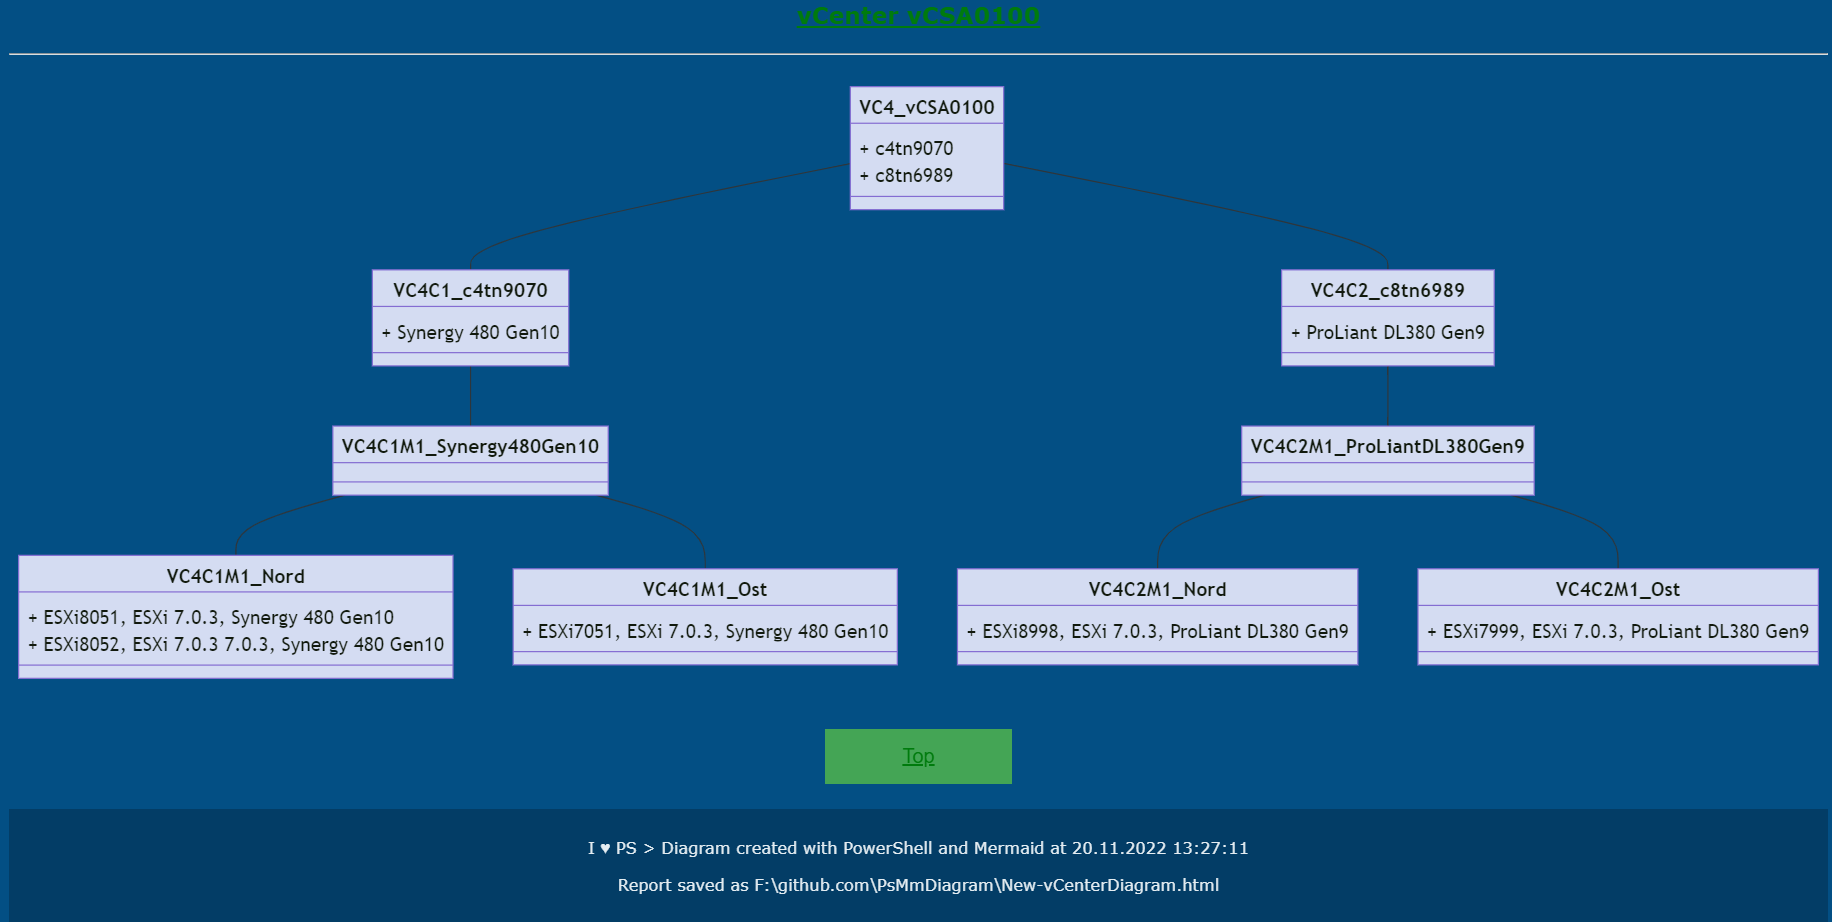 vCenter vCSA0100
VC4_vCSA0100
+ c4tn9070
+ c8tn6989
VC4C1_c4tn9070
+ Synergy 480 Gen10
VC4C2_c8tn6989
+ ProLiant DL380 Gen9
VC4C1M1_Synergy480Gen10
VC4C2M1_ProLiantDL380Gen9
VC4C1M1_Nord
+ ESXi8051, ESXi 7.0.3, Synergy 480 Gen10
+ ESXi8052, ESXi 7.0.3 7.0.3, Synergy 480 Gen10
VC4C1M1_Ost
+ ESXi7051, ESXi 7.0.3, Synergy 480 Gen10
VC4C2M1_Nord
+ ESXi8998, ESXi 7.0.3, ProLiant DL380 Gen9
VC4C2M1_Ost
+ ESXi7999, ESXi 7.0.3, ProLiant DL380 Gen9
Top
I ♥ PS > Diagram created with PowerShell and Mermaid at 20.11.2022 13:27:11
Report saved as F:\github.com\PsMmDiagram\New-vCenterDiagram.html